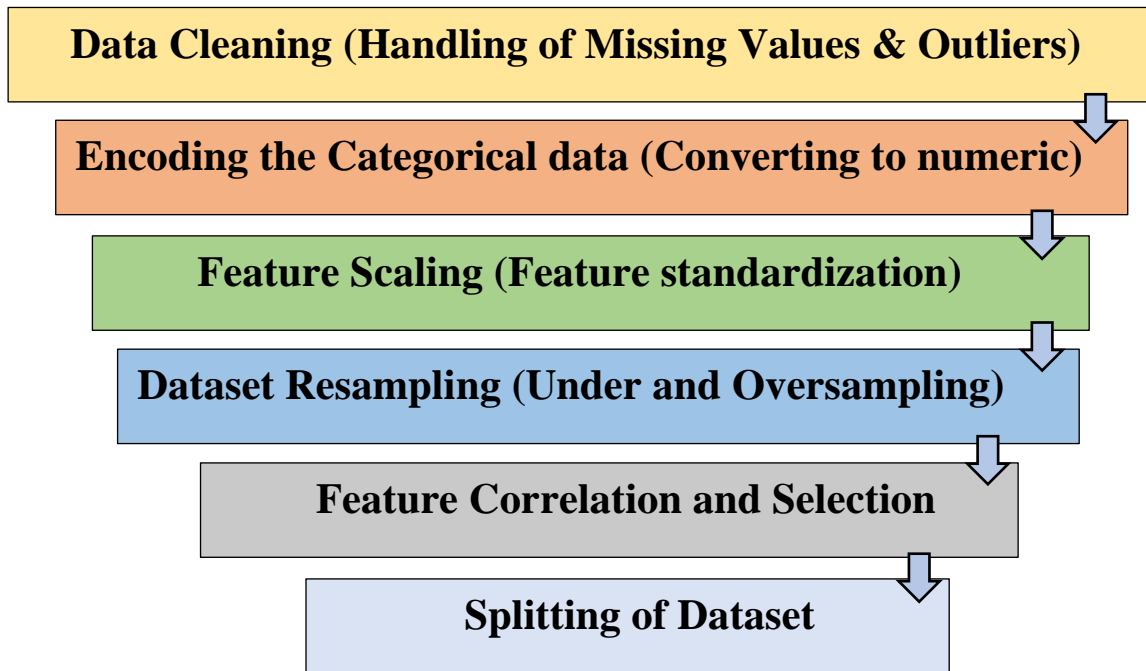 Data Cleaning (Handling of Missing Values & Outliers)
Encoding the Categorical data (Converting to numeric)
Feature Scaling (Feature standardization)
Dataset Resampling (Under and Oversampling)
Feature Correlation and Selection
Splitting of Dataset